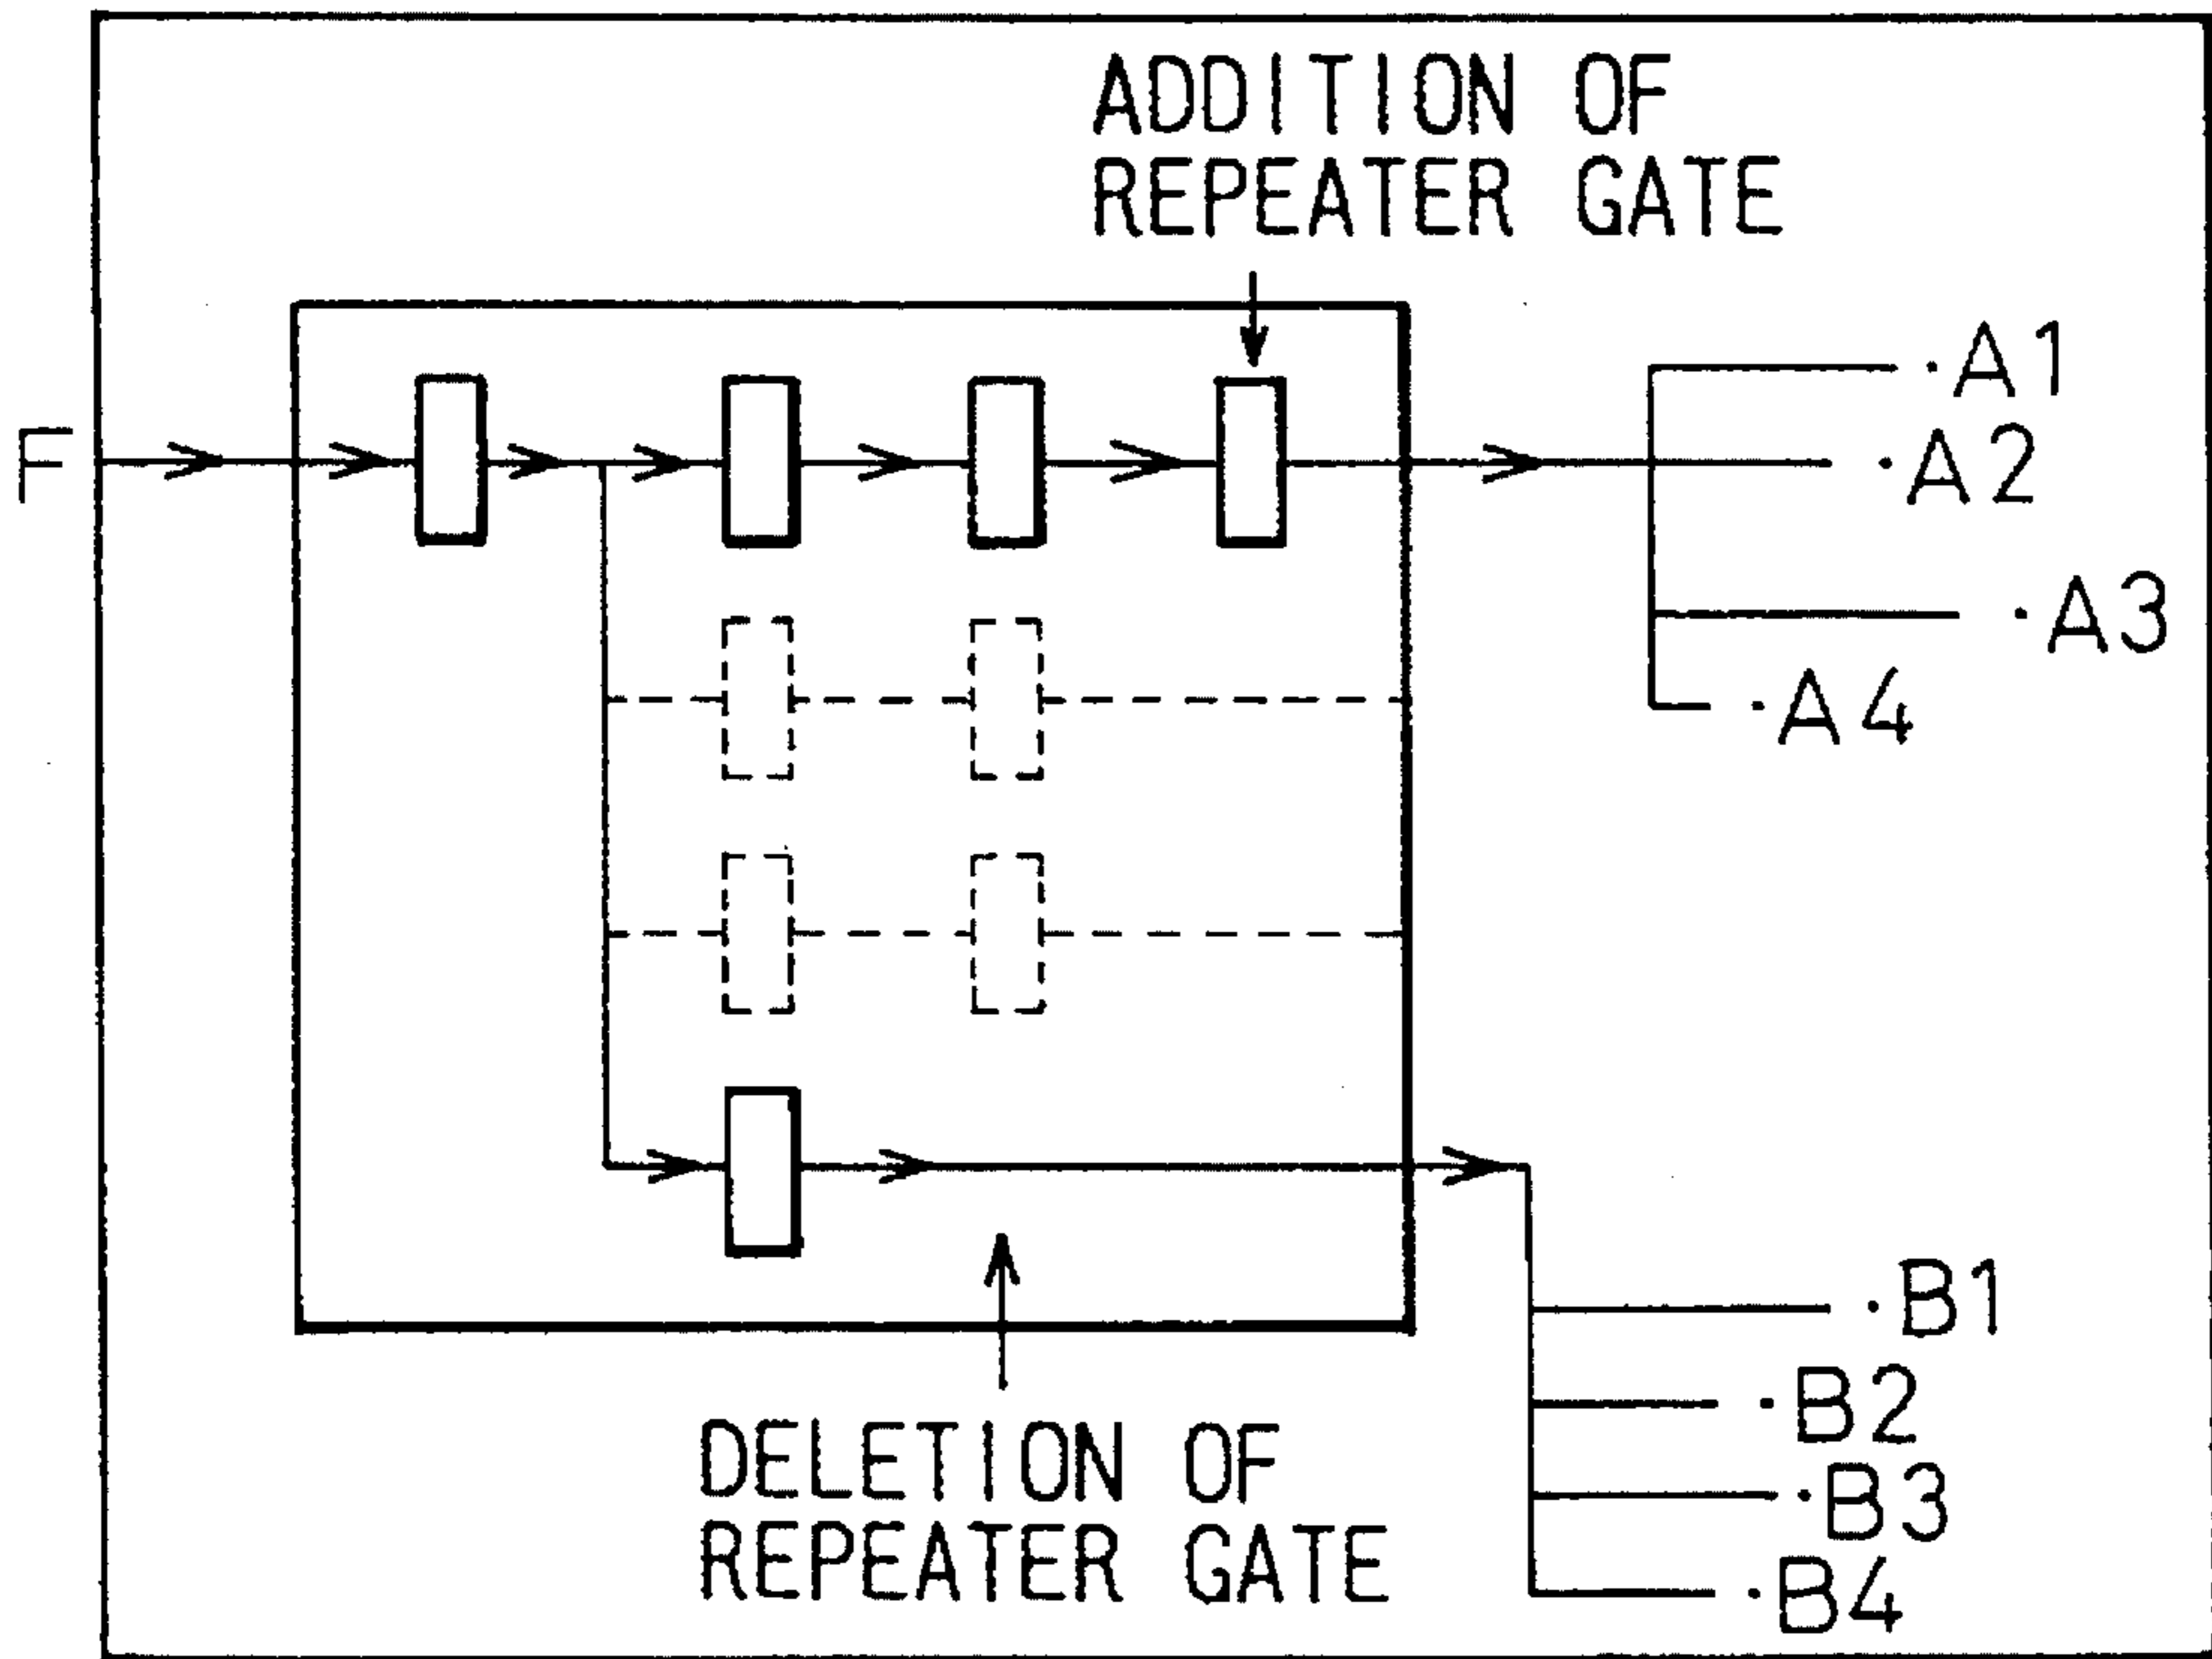 ADDITION OF
REPEATER GATE
F
·A1
·A2
·A3
·A4
·B1
·B2
·B3
·B4
DELETION OF
REPEATER GATE